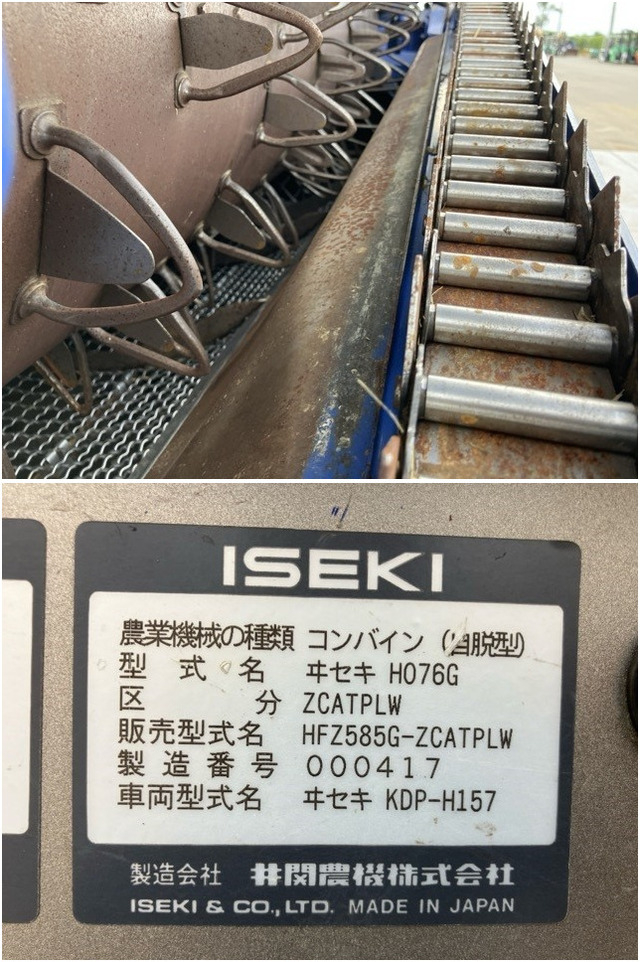 ISEKI
農業機械の種類 コンバイン (自脱型)
型式名 ヰセキ H076G
区分 ZCATPLW
販売型式名 HFZ585G-ZCATPLW
製造番号 000417
車両型式名 ヰセキ KDP-H157
製造会社 井関農機株式会社
ISEKI & CO., LTD. MADE IN JAPAN